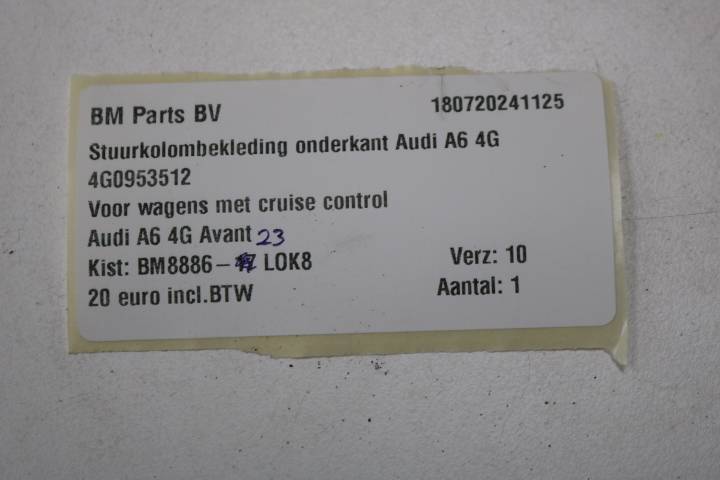 BM Parts BV 180720241125
Stuurkolombekleding onderkant Audi A6 4G
4G0953512
Voor wagens met cruise control
Audi A6 4G Avant 23
Kist: BM8886- LOK8 Verz: 10
20 euro incl.BTW Aantal: 1